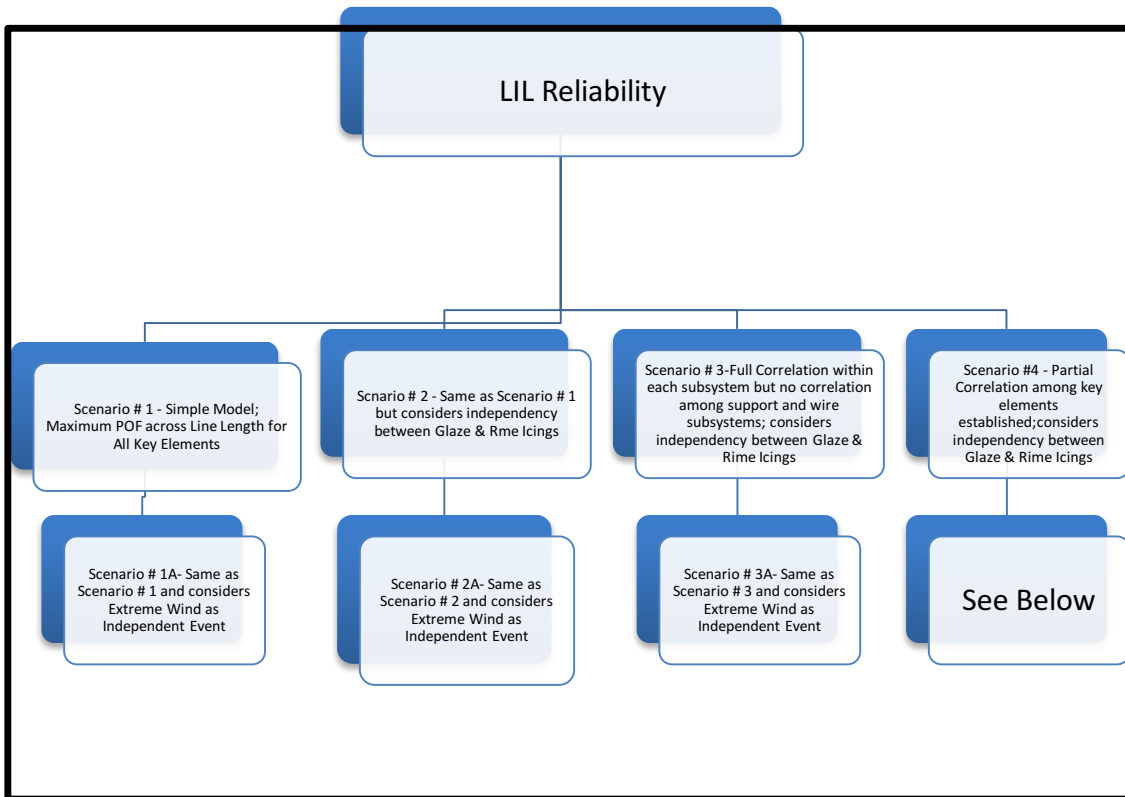 LIL Reliability
Scenario # 1 - Simple Model;
Maximum POF across Line Length for
All Key Elements
Scnario # 2 - Same as Scenario # 1
but considers independency
between Glaze & Rme Icings
Scenario # 3-Full Correlation within
each subsystem but no correlation
among support and wire
subsystems; considers
independency between Glaze &
Rime Icings
Scenario #4 - Partial
Correlation among key
elements
established;considers
independency between
Glaze & Rime Icings
Scenario # 1A- Same as
Scenario # 1 and considers
Extreme Wind as
Independent Event
Scenario # 2A- Same as
Scenario # 2 and considers
Extreme Wind as
Independent Event
Scenario # 3A- Same as
Scenario # 3 and considers
Extreme Wind as
Independent Event
See Below